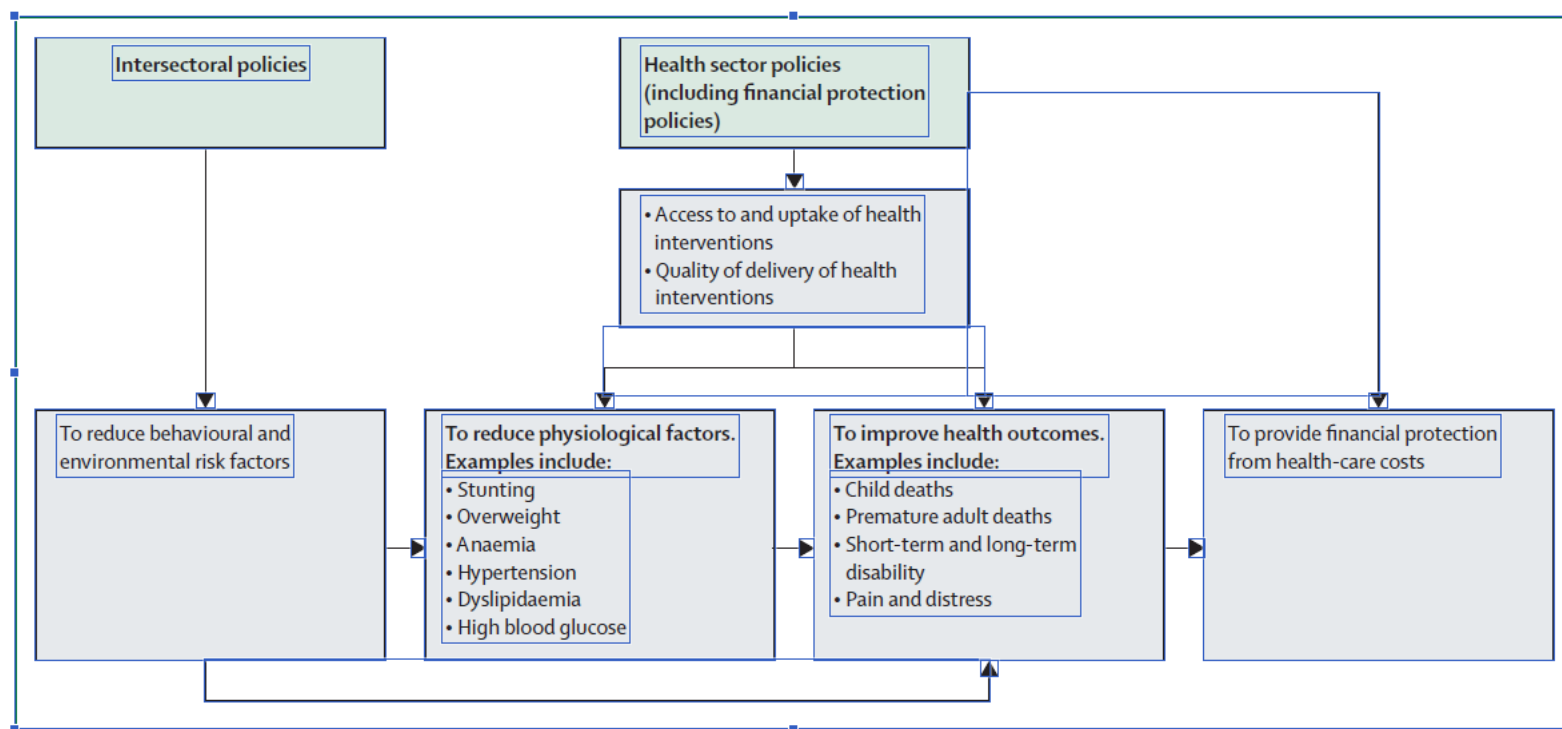 Intersectoral policies
Health sector policies
(including financial protection
policies)
• Access to and uptake of health
interventions
• Quality of delivery of health
interventions
To reduce behavioural and
environmental risk factors
To reduce physiological factors.
Examples include:
• Stunting
• Overweight
• Anaemia
• Hypertension
• Dyslipidaemia
• High blood glucose
To improve health outcomes.
Examples include:
• Child deaths
• Premature adult deaths
• Short-term and long-term
disability
• Pain and distress
To provide financial protection
from health-care costs